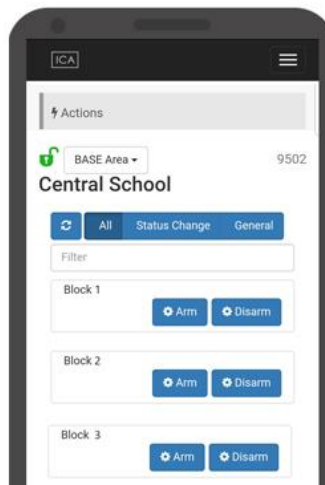 ICA
Actions
BASE Area
9502
Central School
All Status Change General
Filter
Block 1
Arm Disarm
Block 2
Arm Disarm
Block 3
Arm Disarm